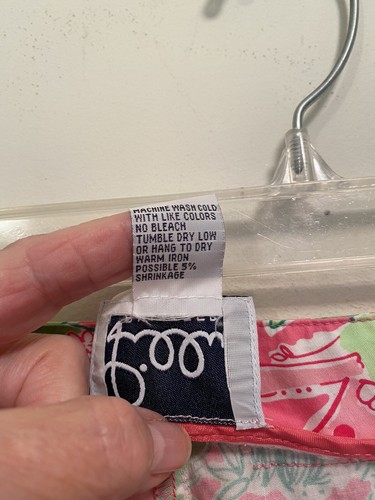 MACHINE WASH COLD
WITH LIKE COLORS
NO BLEACH
TUMBLE DRY LOW
OR HANG TO DRY
WARM IRON
POSSIBLE 5%
SHRINKAGE